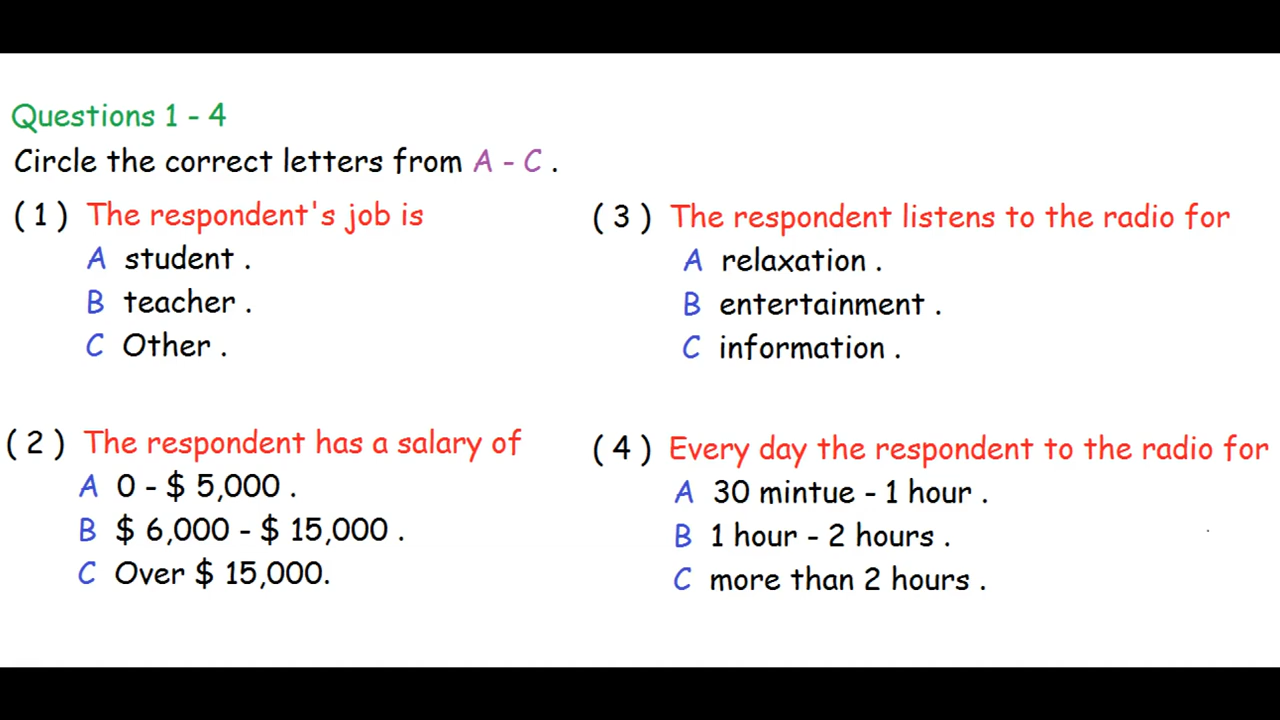 Questions 1 - 4
Circle the correct letters from A - C .
( 1 ) The respondent's job is
A student .
B teacher .
C Other .
( 2 ) The respondent has a salary of
A 0 - $ 5,000 .
B $ 6,000 - $ 15,000 .
C Over $ 15,000.
( 3 ) The respondent listens to the radio for
A relaxation .
B entertainment .
C information .
( 4 ) Every day the respondent to the radio for
A 30 mintue - 1 hour .
B 1 hour - 2 hours .
C more than 2 hours .